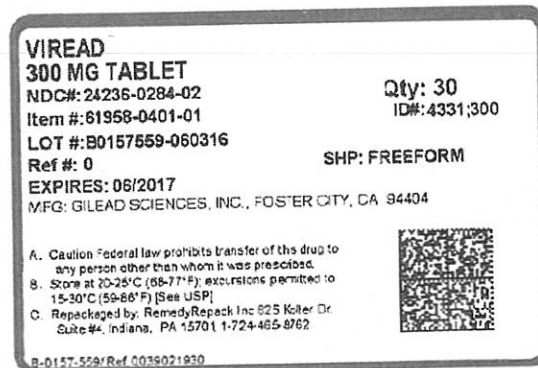 VIREAD
300 MG TABLET
NDC#: 24236-0284-02
Qty: 30
Item #:61958-0401-01
ID#:4331;300
LOT #:B0157559-060316
Ref #: 0
SHP: FREEFORM
EXPIRES: 06/2017
MFG: GILEAD SCIENCES, INC., FOSTER CITY, CA 94404
A. Caution Federal law prohibits transfer of this drug to
any person other than whom it was prescribed.
B. Store at 20-25°C (68-77°F); excursions permitted to
15-30°C (59-86°F) [See USP]
C. Repackaged by: RemedyRepack Inc 625 Kolter Dr.
Suite #4, Indiana, PA 15701 1-724-465-8762
B-0157-559/ Ref 0039021930